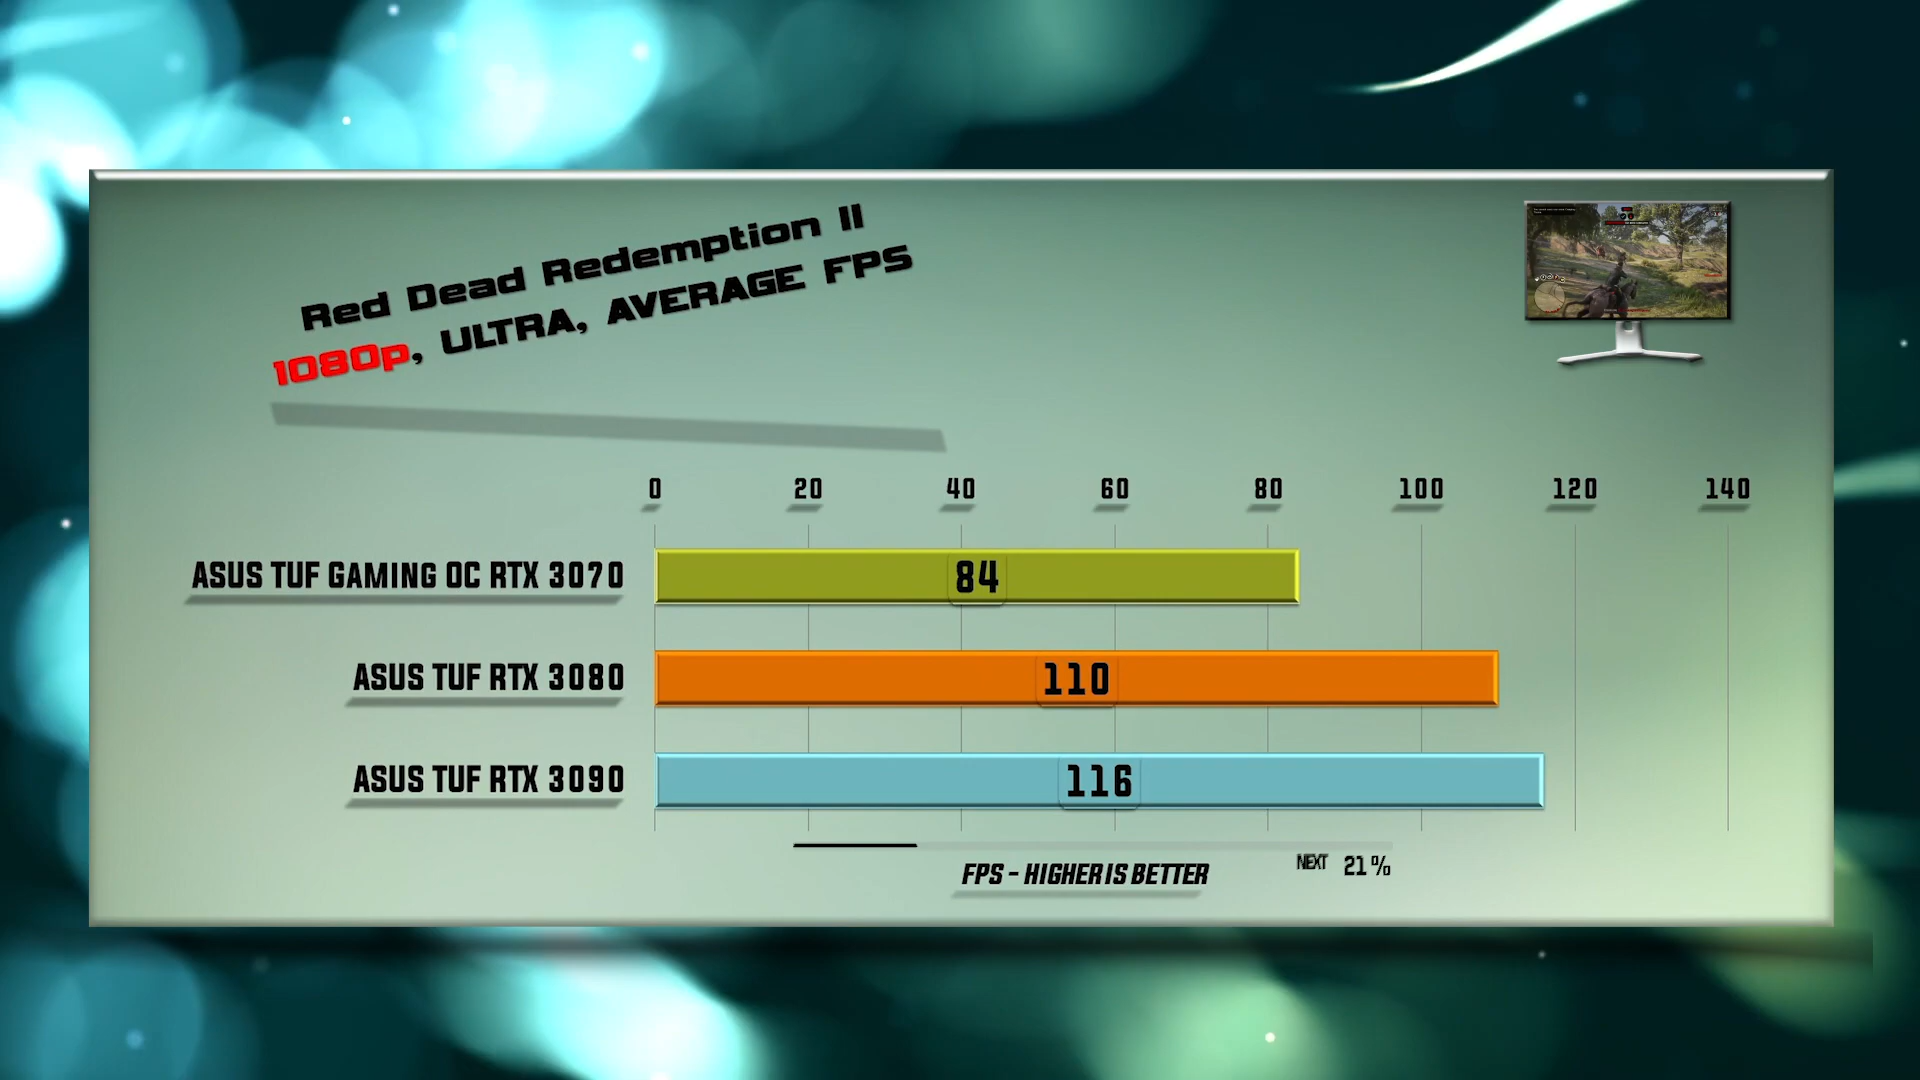 Red Dead Redemption II
1080p, ULTRA, AVERAGE FPS
0 20 40 60 80 100 120 140
ASUS TUF GAMING OC RTX 3070 84
ASUS TUF RTX 3080 110
ASUS TUF RTX 3090 116
FPS - HIGHER IS BETTER
NEXT 21%